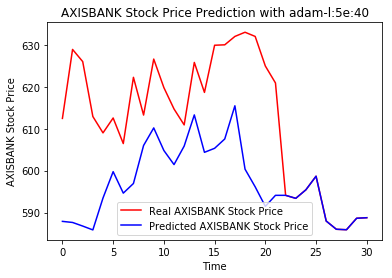 AXISBANK Stock Price Prediction with adam-l:5e:40
AXISBANK Stock Price
630
620
610
600
590
Real AXISBANK Stock Price
Predicted AXISBANK Stock Price
0 5 10 15 20 25 30
Time